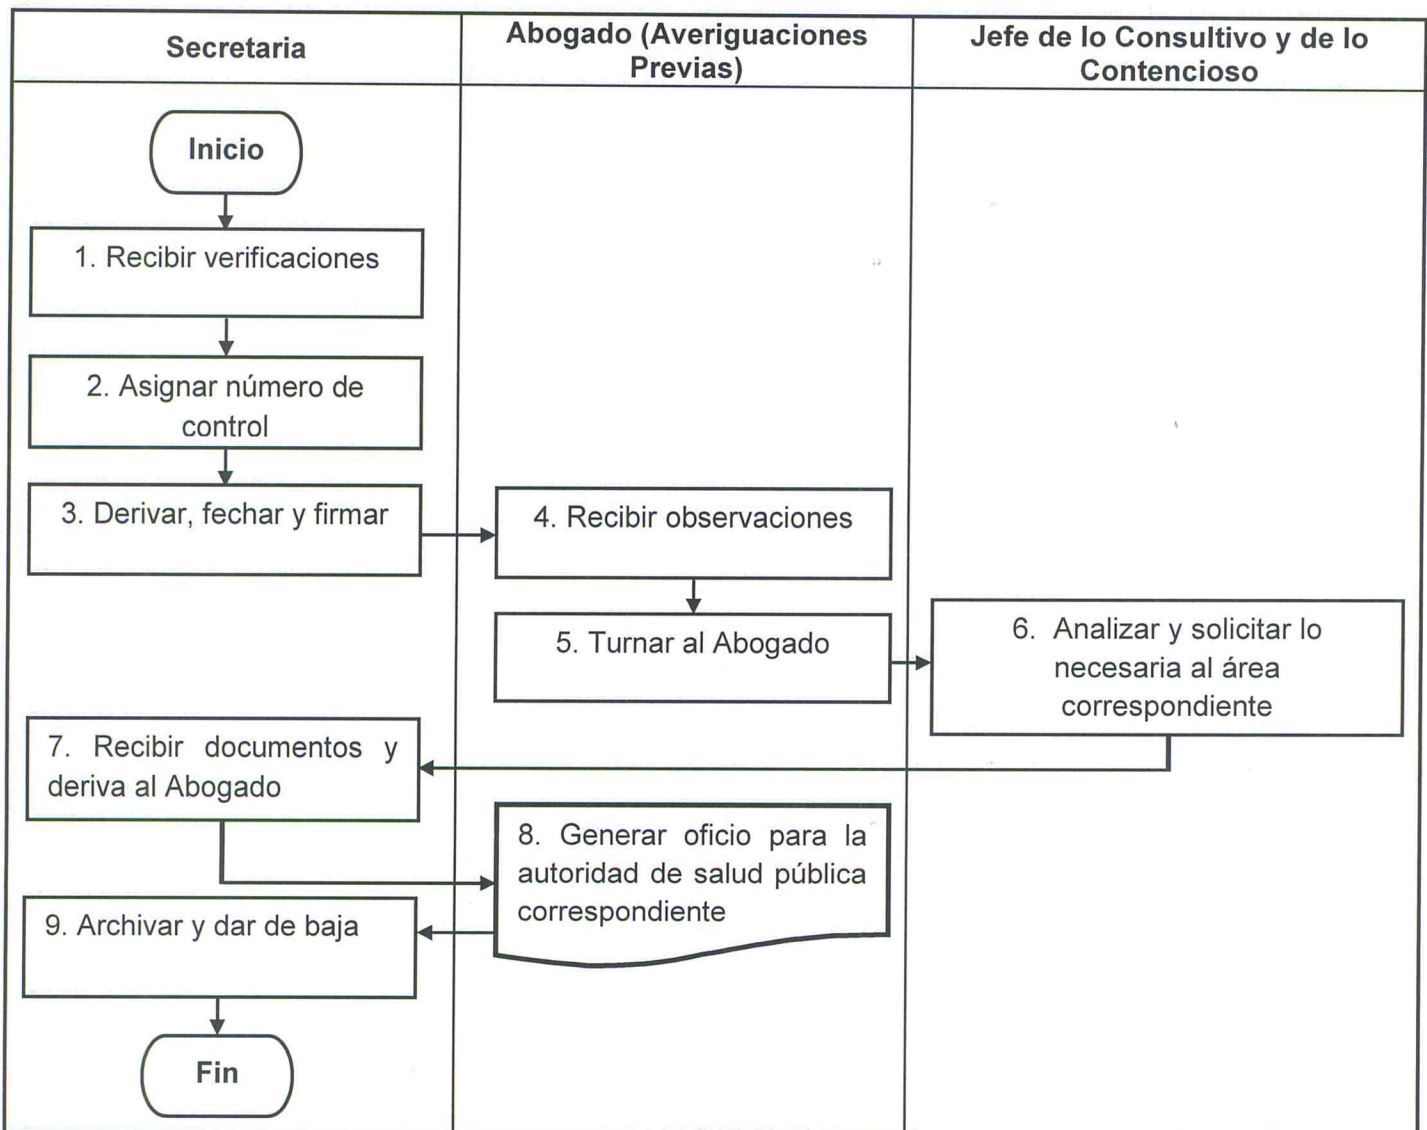 Secretaria
Abogado (Averiguaciones
Previas)
Jefe de lo Consultivo y de lo
Contencioso
Inicio
1. Recibir verificaciones
2. Asignar número de
control
3. Derivar, fechar y firmar
4. Recibir observaciones
5. Turnar al Abogado
6. Analizar y solicitar lo
necesaria al área
correspondiente
7. Recibir documentos y
deriva al Abogado
8. Generar oficio para la
autoridad de salud pública
correspondiente
9. Archivar y dar de baja
Fin